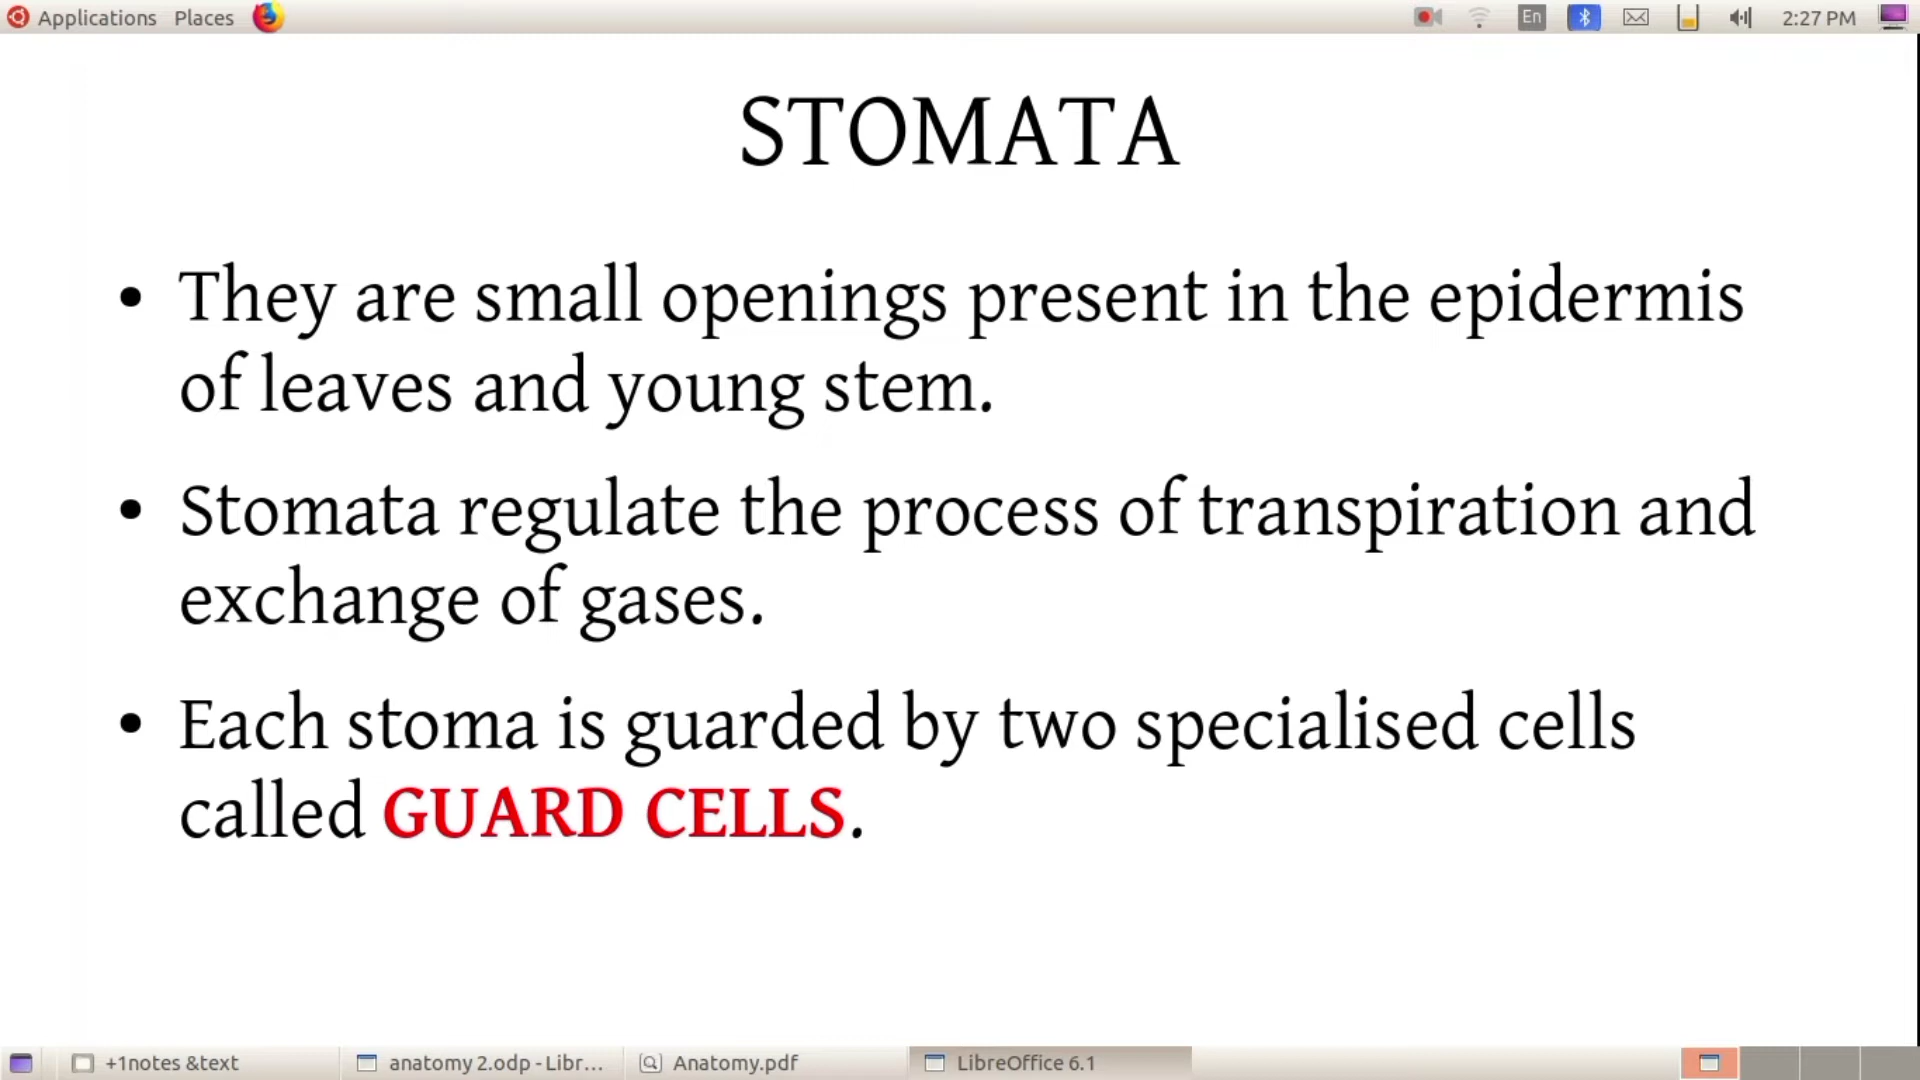 Applications Places En 2:27 PM
STOMATA
• They are small openings present in the epidermis
of leaves and young stem.
• Stomata regulate the process of transpiration and
exchange of gases.
• Each stoma is guarded by two specialised cells
called GUARD CELLS.
+1notes &text anatomy 2.odp - Libr... Anatomy.pdf LibreOffice 6.1